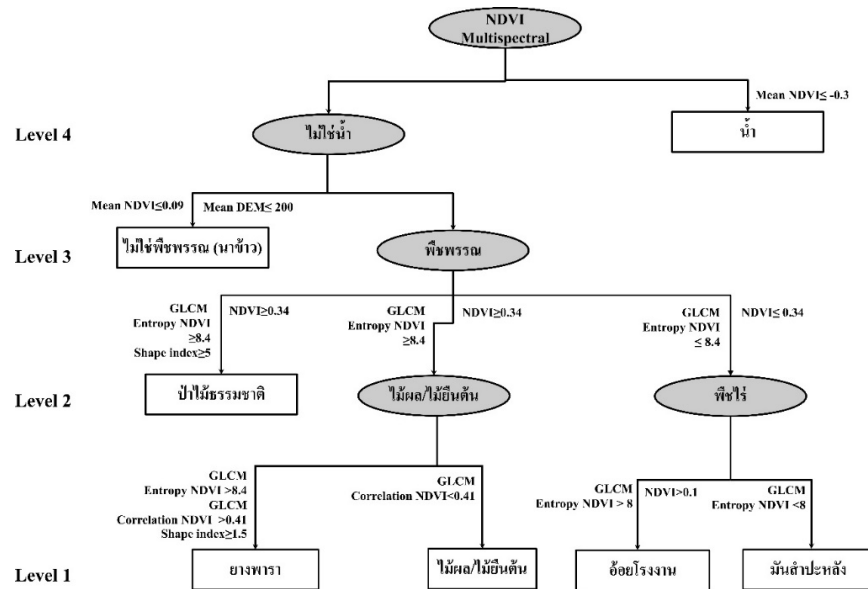 NDVI
Multispectral
Mean NDVI≤ -0.3
Level 4
ไม่ใช่น้ำ
น้ำ
Mean NDVI≤0.09
Mean DEM≤ 200
Level 3
ไม่ใช่พืชพรรณ (นาข้าว)
พืชพรรณ
GLCM
Entropy NDVI
≥8.4
Shape index≥5
NDVI≥0.34
GLCM
Entropy NDVI
≥8.4
NDVI≥0.34
GLCM
Entropy NDVI
≤ 8.4
NDVI≤ 0.34
Level 2
ป่าไม้ธรรมชาติ
ไม้ผล/ไม้ยืนต้น
พืชไร่
GLCM
Entropy NDVI >8.4
GLCM
Correlation NDVI >0.41
Shape index≥1.5
GLCM
Correlation NDVI<0.41
GLCM
Entropy NDVI > 8
NDVI>0.1
GLCM
Entropy NDVI <8
Level 1
ยางพารา
ไม้ผล/ไม้ยืนต้น
อ้อยโรงงาน
มันสำปะหลัง